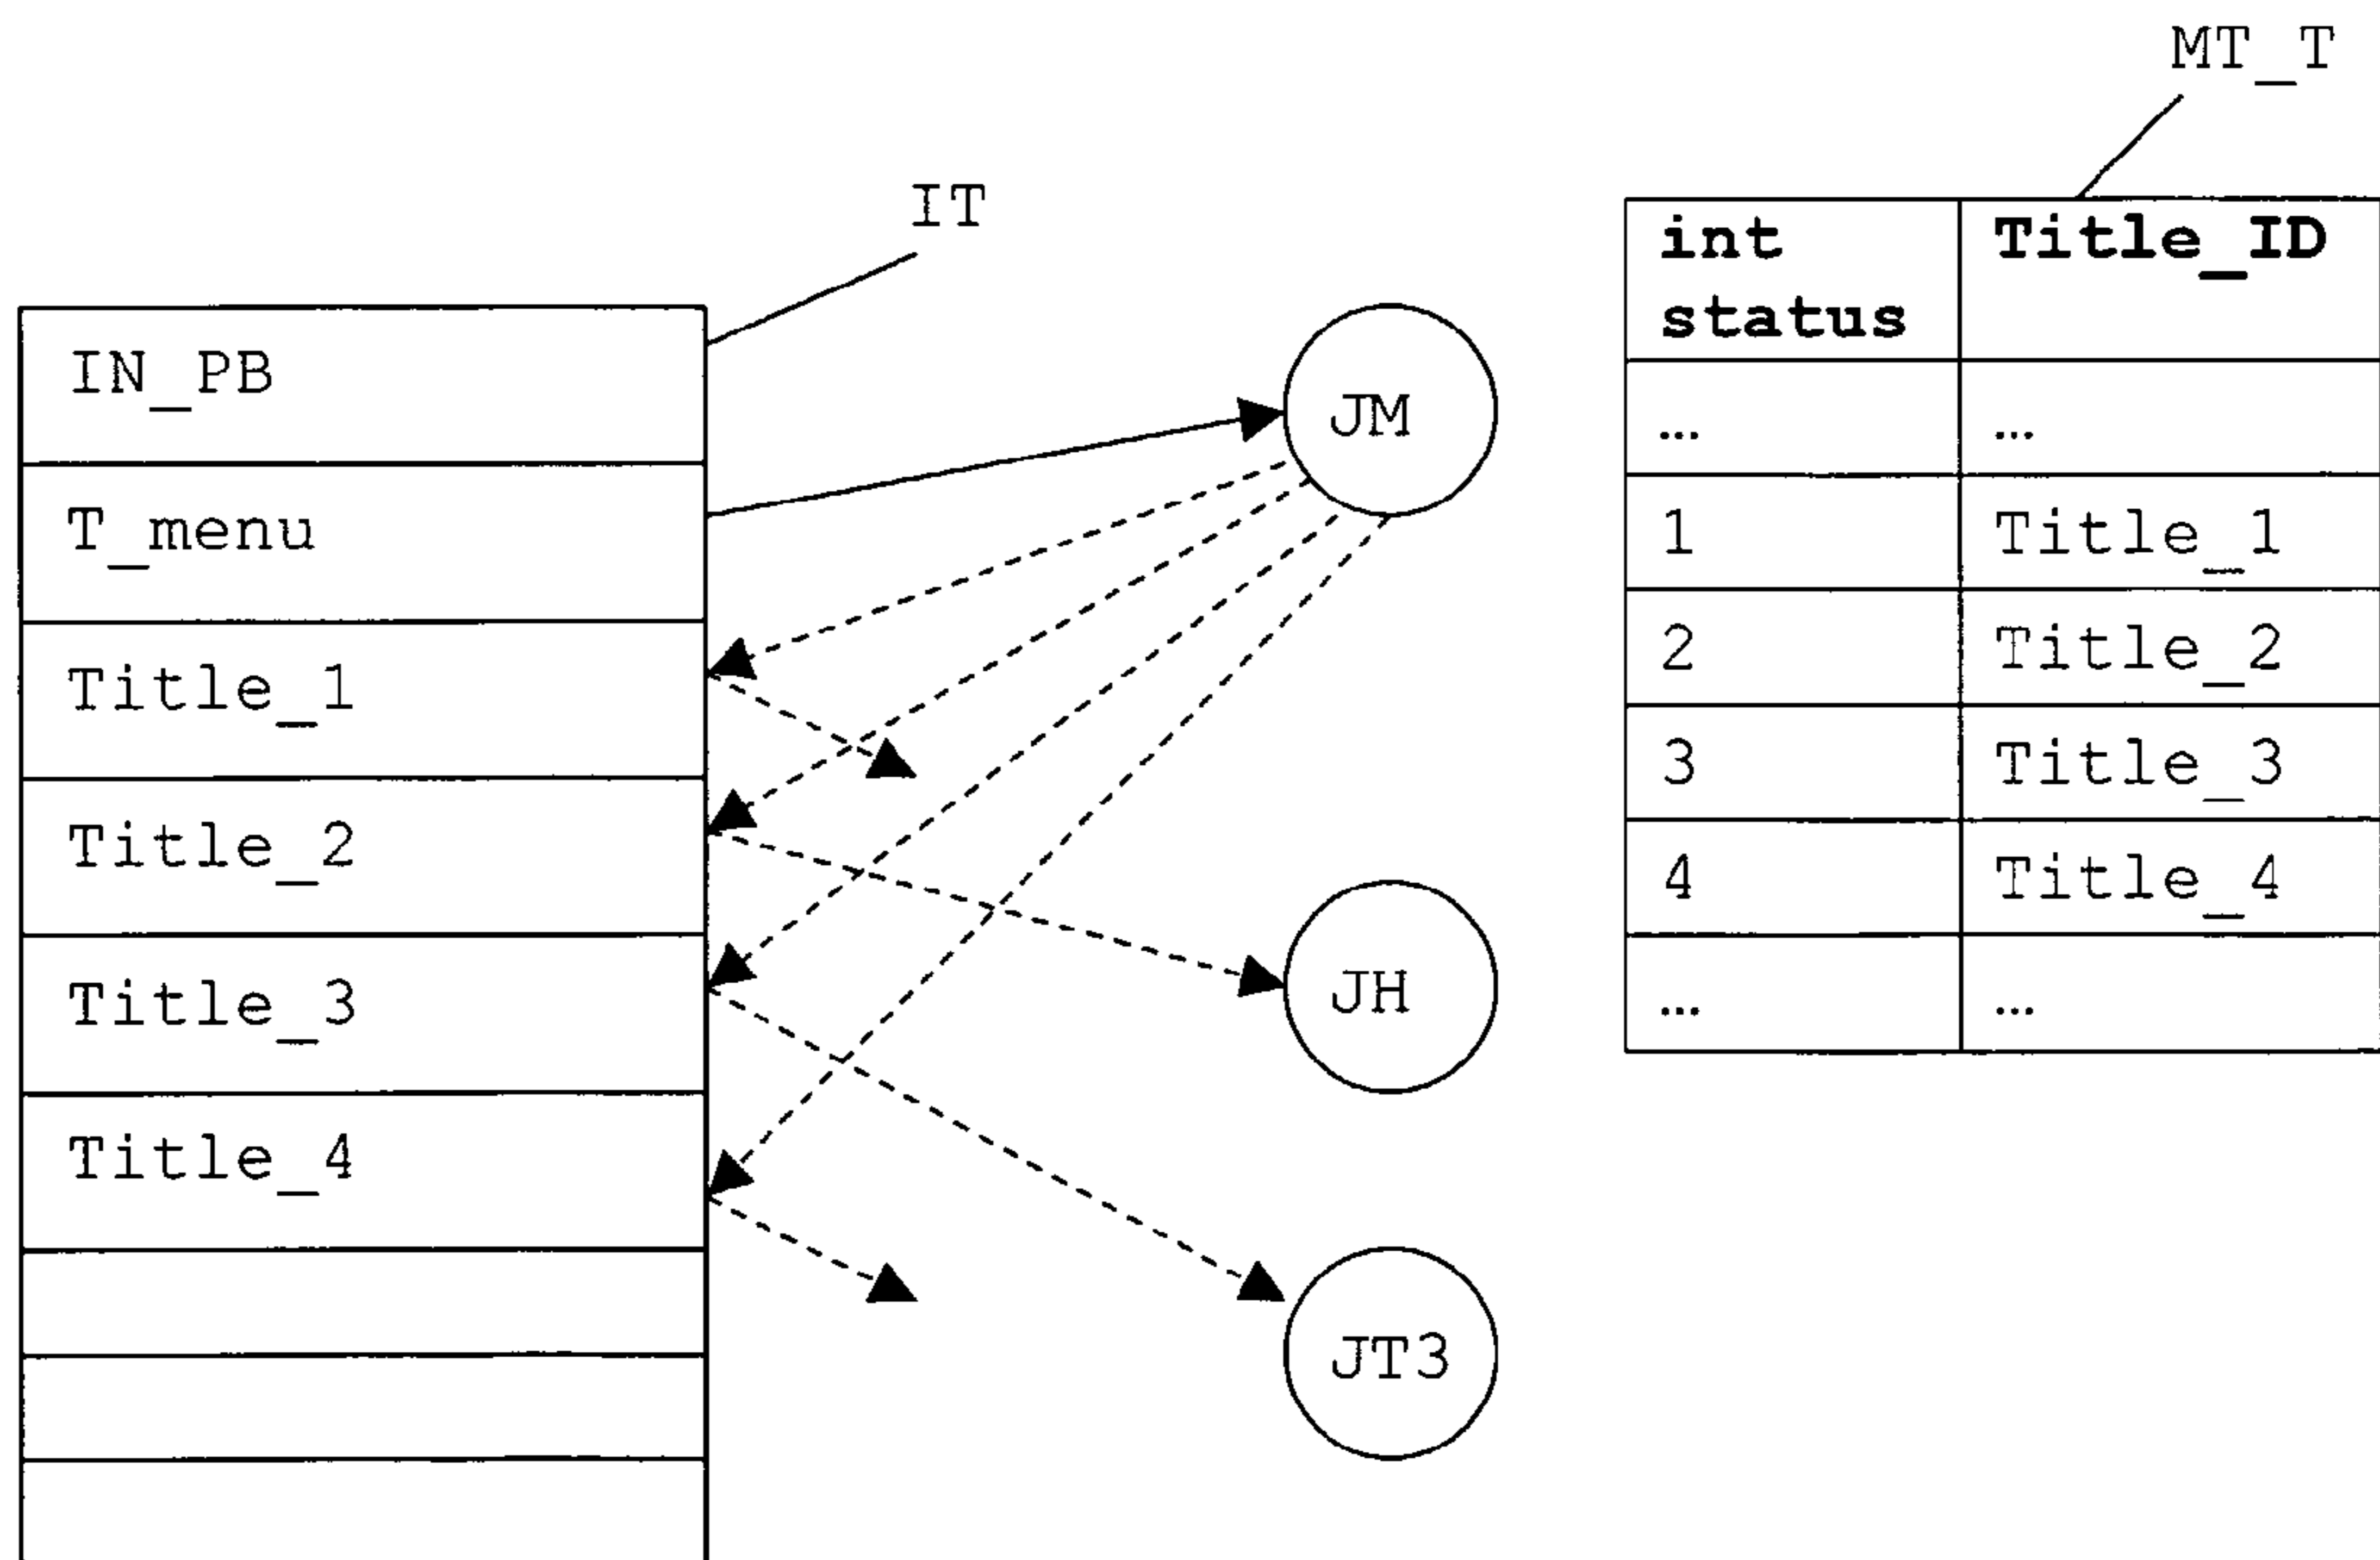 MT_T
IT
IN_PB
T_menu
Title_1
Title_2
Title_3
Title_4
JM
JH
JT3
int Title_ID
status
... ...
1 Title_1
2 Title_2
3 Title_3
4 Title_4
... ...